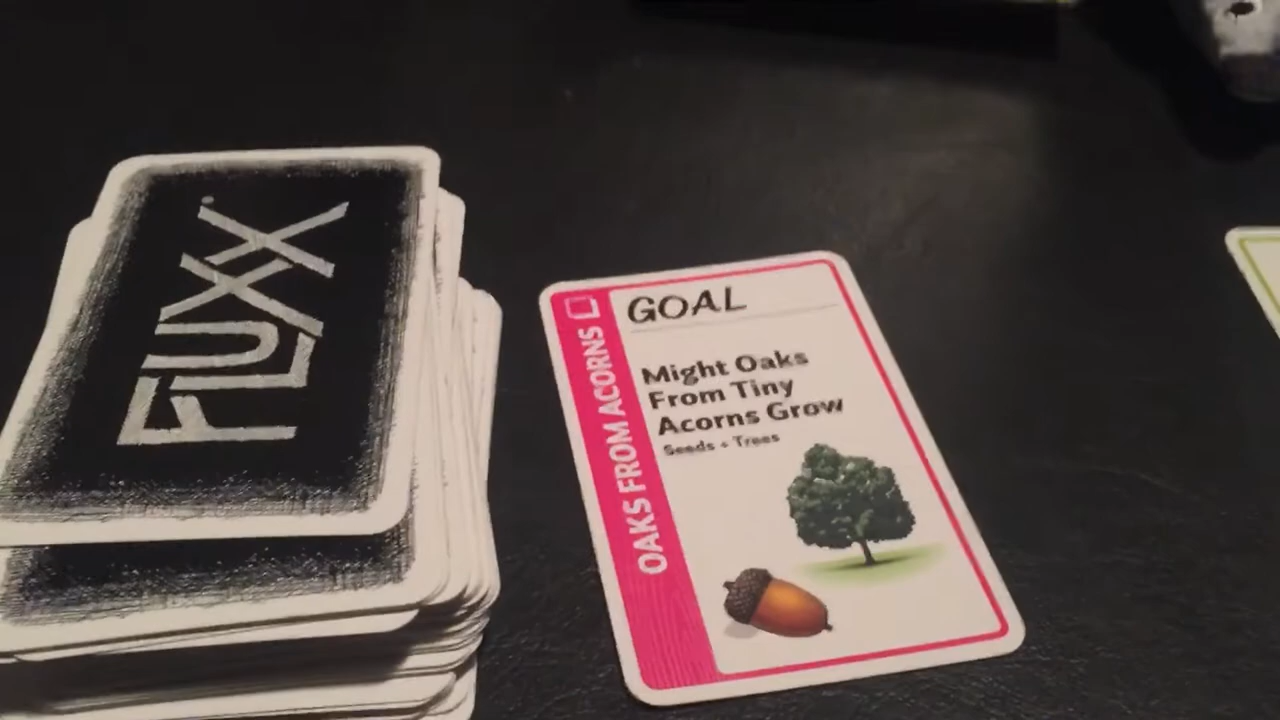 FLUXX
GOAL
Might Oaks
From Tiny
Acorns Grow
Seeds + Trees
OAKS FROM ACORNS